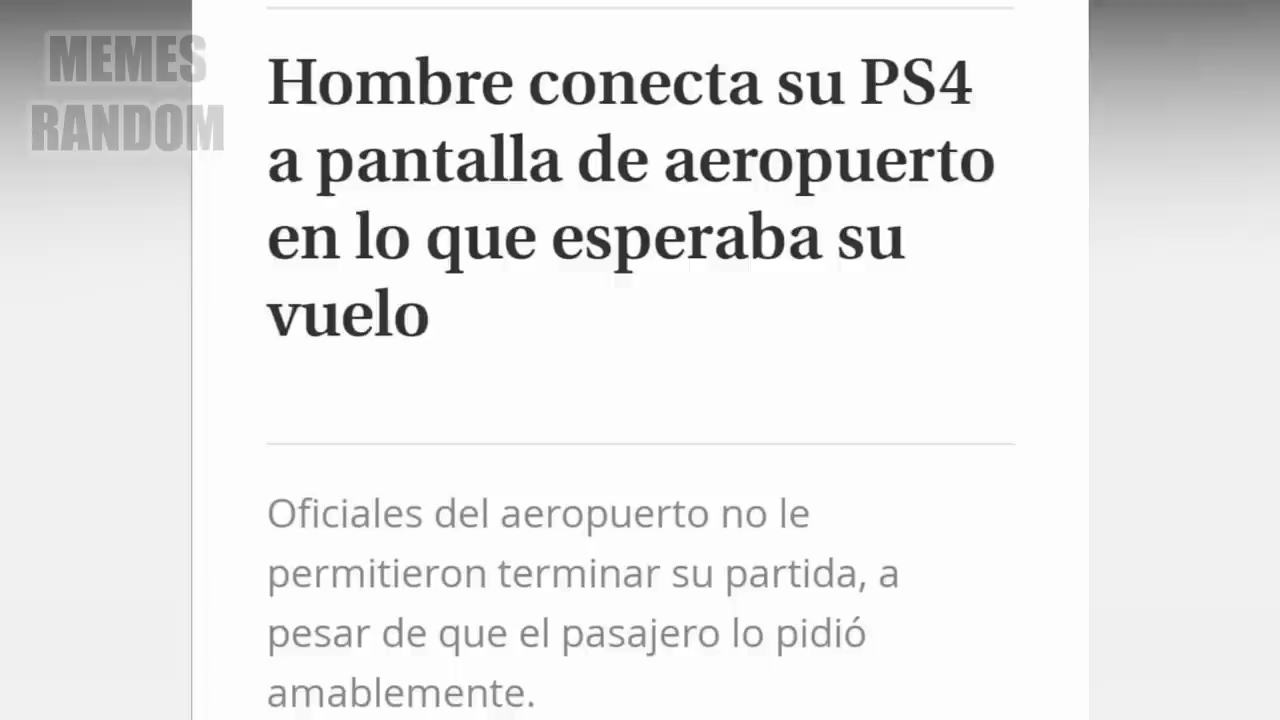 MEMES
RANDOM
Hombre conecta su PS4
a pantalla de aeropuerto
en lo que esperaba su
vuelo
Oficiales del aeropuerto no le
permitieron terminar su partida, a
pesar de que el pasajero lo pidió
amablemente.